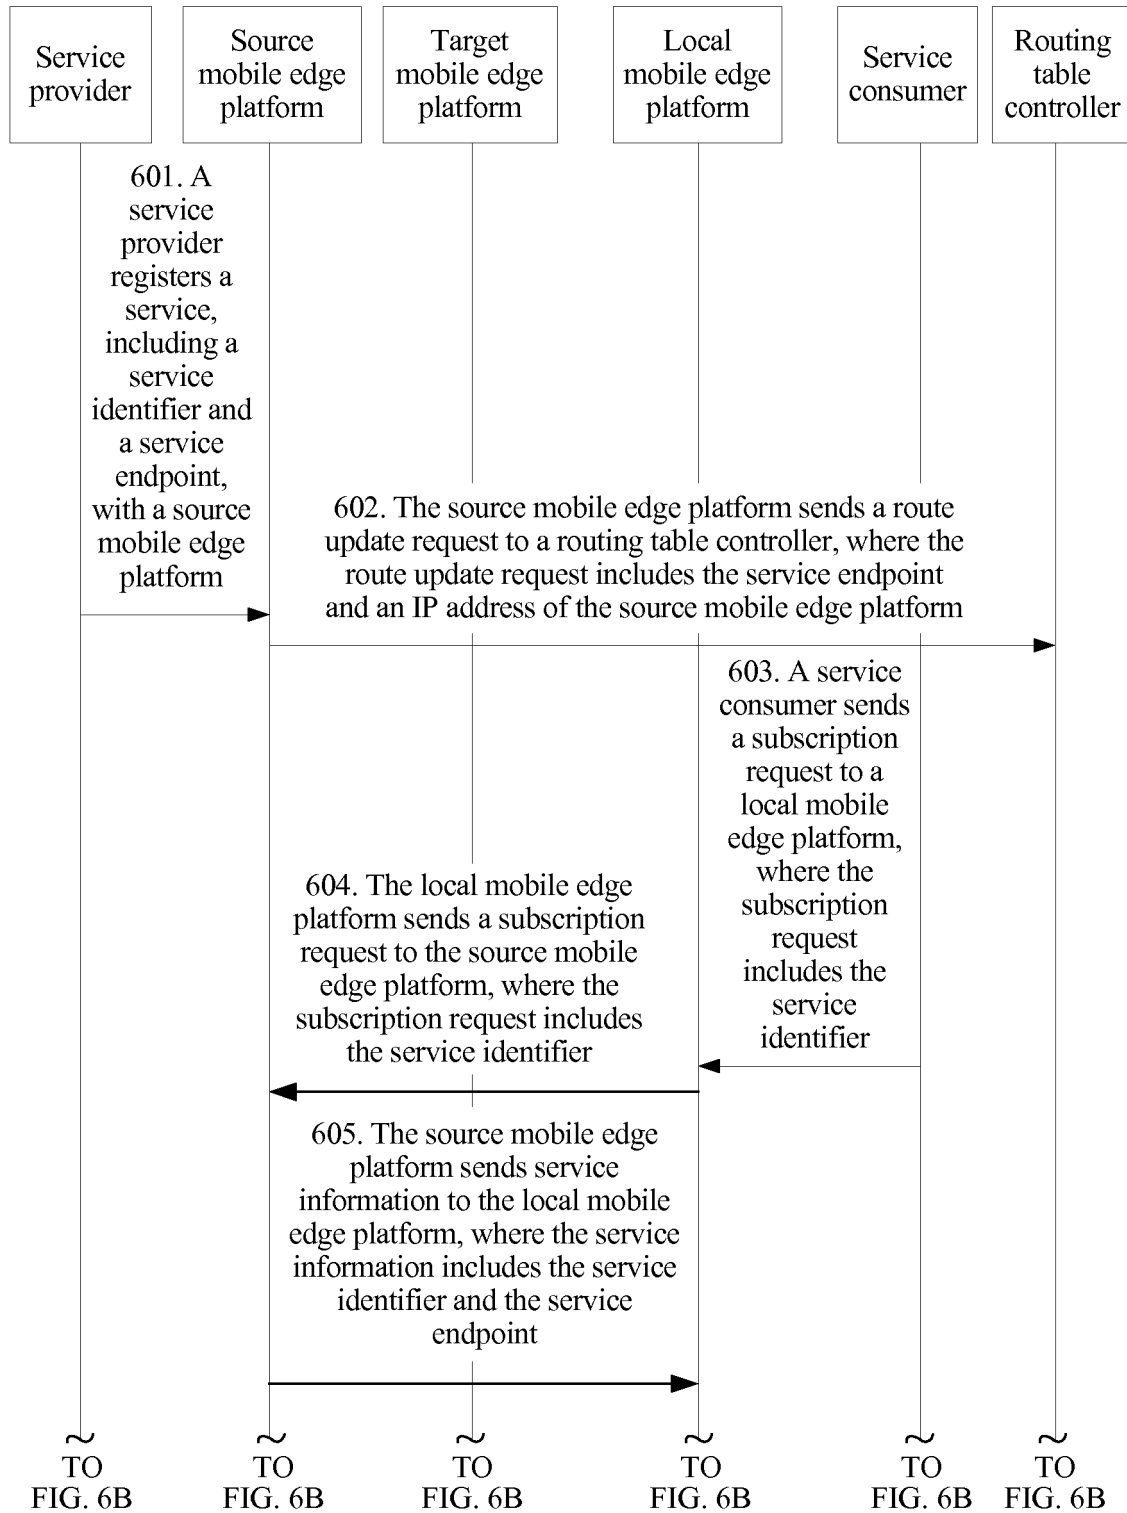 Service
provider
Source
mobile edge
platform
Target
mobile edge
platform
Local
mobile edge
platform
Service
consumer
Routing
table
controller
601. A
service
provider
registers a
service,
including a
service
identifier and
a service
endpoint,
with a source
mobile edge
platform
602. The source mobile edge platform sends a route
update request to a routing table controller, where the
route update request includes the service endpoint
and an IP address of the source mobile edge platform
603. A service
consumer sends
a subscription
request to a
local mobile
edge platform,
where the
subscription
request
includes the
service
identifier
604. The local mobile edge
platform sends a subscription
request to the source mobile
edge platform, where the
subscription request includes
the service identifier
605. The source mobile edge
platform sends service
information to the local mobile
edge platform, where the service
information includes the service
identifier and the service
endpoint
TO
FIG. 6B
TO
FIG. 6B
TO
FIG. 6B
TO
FIG. 6B
TO
FIG. 6B
TO
FIG. 6B